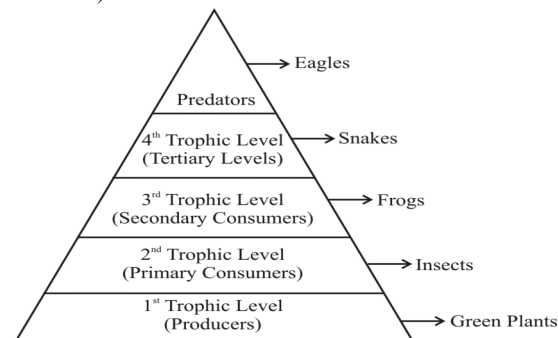 Eagles
Predators
4th Trophic Level
(Tertiary Levels)
Snakes
3rd Trophic Level
(Secondary Consumers)
Frogs
2nd Trophic Level
(Primary Consumers)
Insects
1st Trophic Level
(Producers)
Green Plants